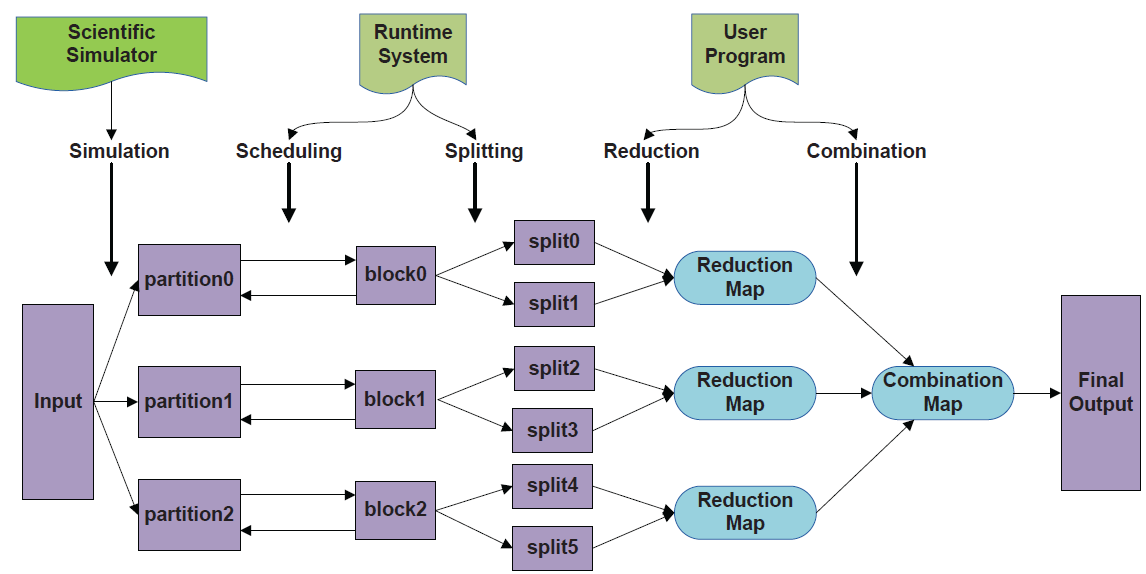 Scientific
Simulator
Runtime
System
User
Program
Simulation
Scheduling
Splitting
Reduction
Combination
Input
partition0
partition1
partition2
block0
block1
block2
split0
split1
split2
split3
split4
split5
Reduction
Map
Reduction
Map
Reduction
Map
Combination
Map
Final
Output